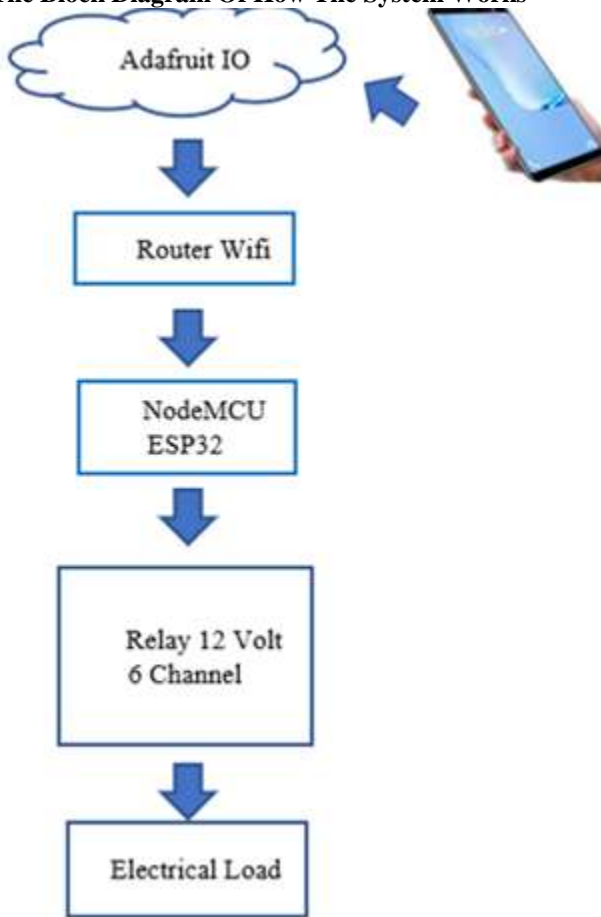 The Block Diagram Of How The System Works
Adafruit IO
Router Wifi
NodeMCU
ESP32
Relay 12 Volt
6 Channel
Electrical Load